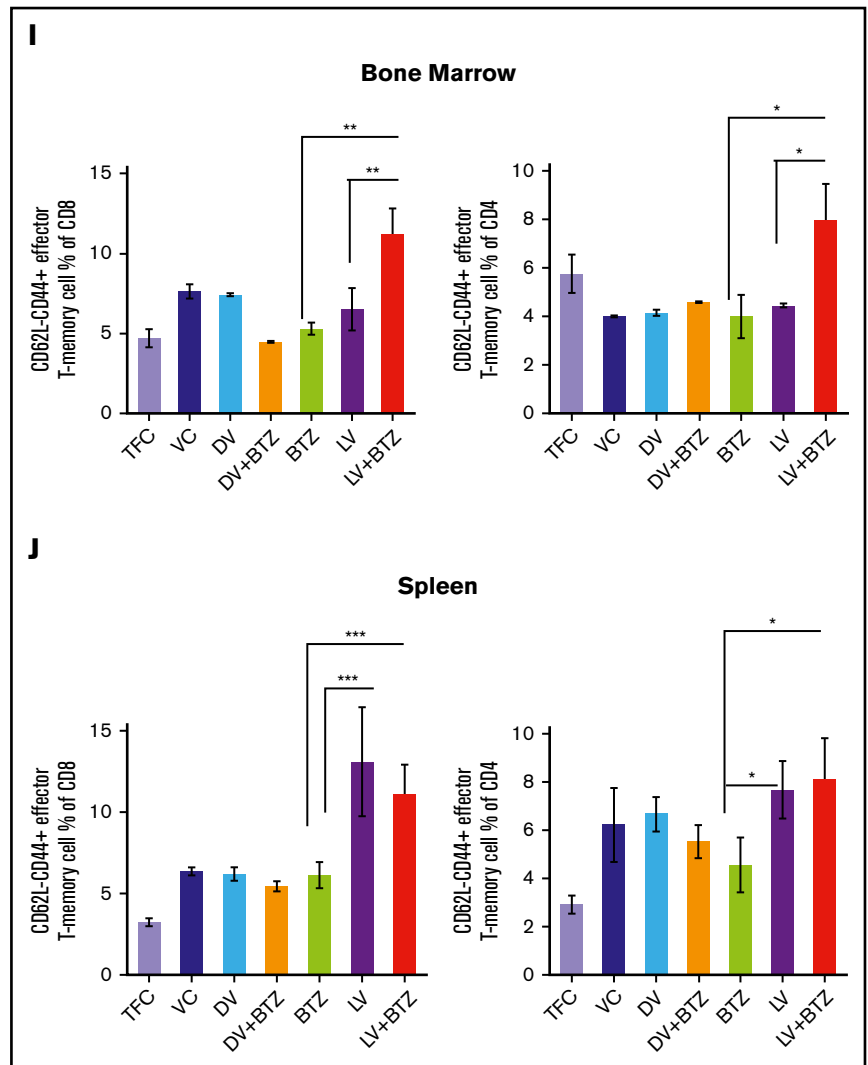 I
Bone Marrow
CD62L-CD44+ effector
T-memory cell % of CD8
15
10
5
0
**
**
TFC
VC
DV
DV+BTZ
BTZ
LV
LV+BTZ
CD62L-CD44+ effector
T-memory cell % of CD4
10
8
6
4
2
0
*
*
TFC
VC
DV
DV+BTZ
BTZ
LV
LV+BTZ
J
Spleen
CD62L-CD44+ effector
T-memory cell % of CD8
15
10
5
0
***
***
TFC
VC
DV
DV+BTZ
BTZ
LV
LV+BTZ
CD62L-CD44+ effector
T-memory cell % of CD4
10
8
6
4
2
0
*
*
TFC
VC
DV
DV+BTZ
BTZ
LV
LV+BTZ